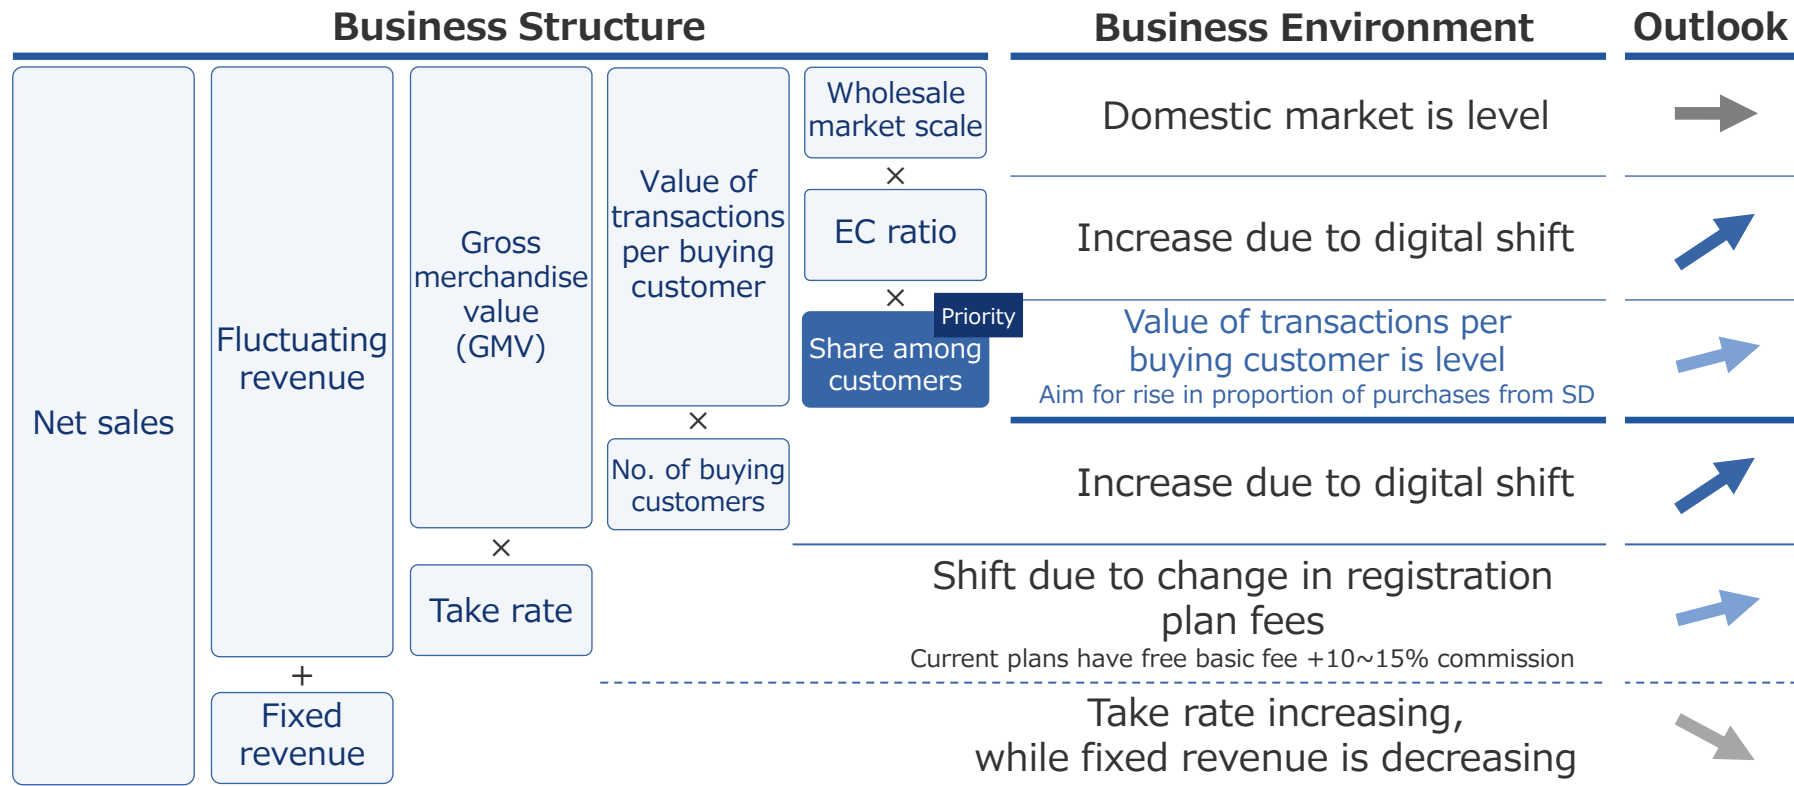 Business Structure
Business Environment
Outlook
Net sales
Fluctuating
revenue
+
Fixed
revenue
Gross
merchandise
value
(GMV)
×
Take rate
Value of
transactions
per buying
customer
×
No. of buying
customers
Wholesale
market scale
×
EC ratio
×
Priority
Share among
customers
Domestic market is level
Increase due to digital shift
Value of transactions per
buying customer is level
Aim for rise in proportion of purchases from SD
Increase due to digital shift
Shift due to change in registration
plan fees
Current plans have free basic fee +10~15% commission
Take rate increasing,
while fixed revenue is decreasing